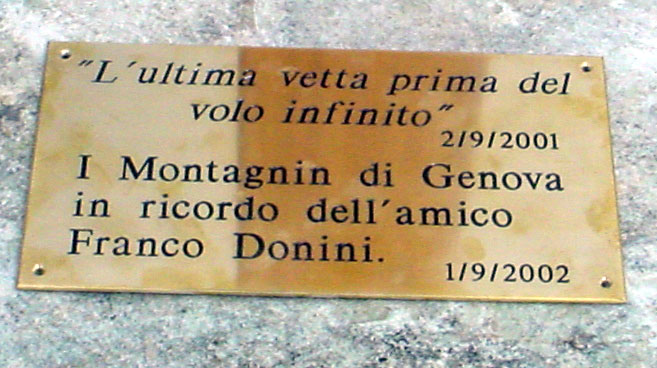 "L'ultima vetta prima del
volo infinito"
2/9/2001
I Montagnin di Genova
in ricordo dell'amico
Franco Donini.
1/9/2002